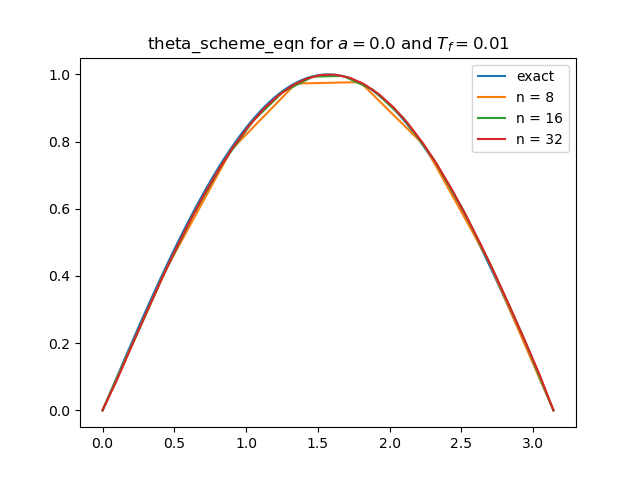 theta_scheme_eqn for $a = 0.0$ and $T_f = 0.01$
1.0
0.8
0.6
0.4
0.2
0.0
0.0 0.5 1.0 1.5 2.0 2.5 3.0
exact
n = 8
n = 16
n = 32